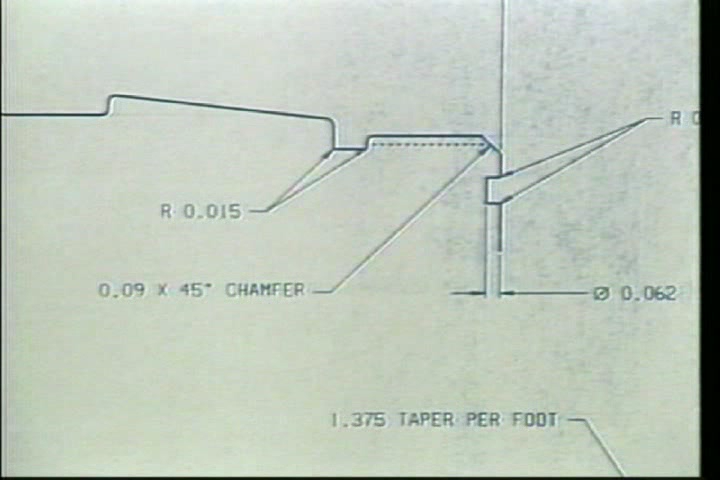 R
R 0.015
0.09 X 45° CHAMFER
Ø 0.062
1.375 TAPER PER FOOT